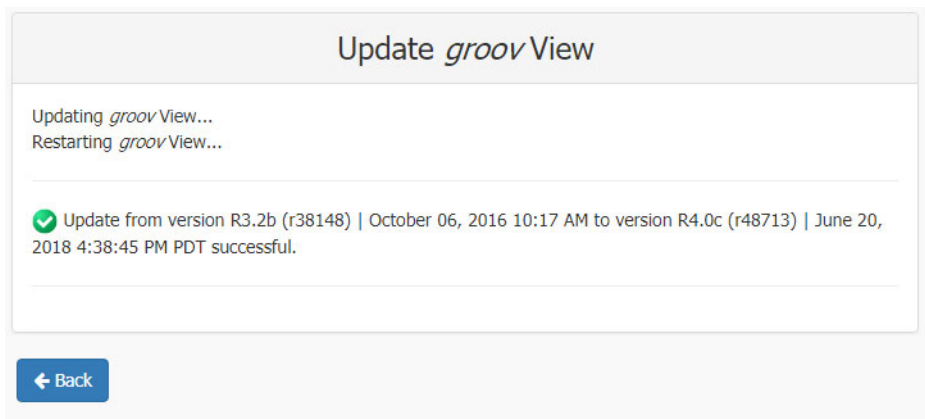 Update groov View
Updating groov View...
Restarting groov View...
Update from version R3.2b (r38148) | October 06, 2016 10:17 AM to version R4.0c (r48713) | June 20,
2018 4:38:45 PM PDT successful.
Back